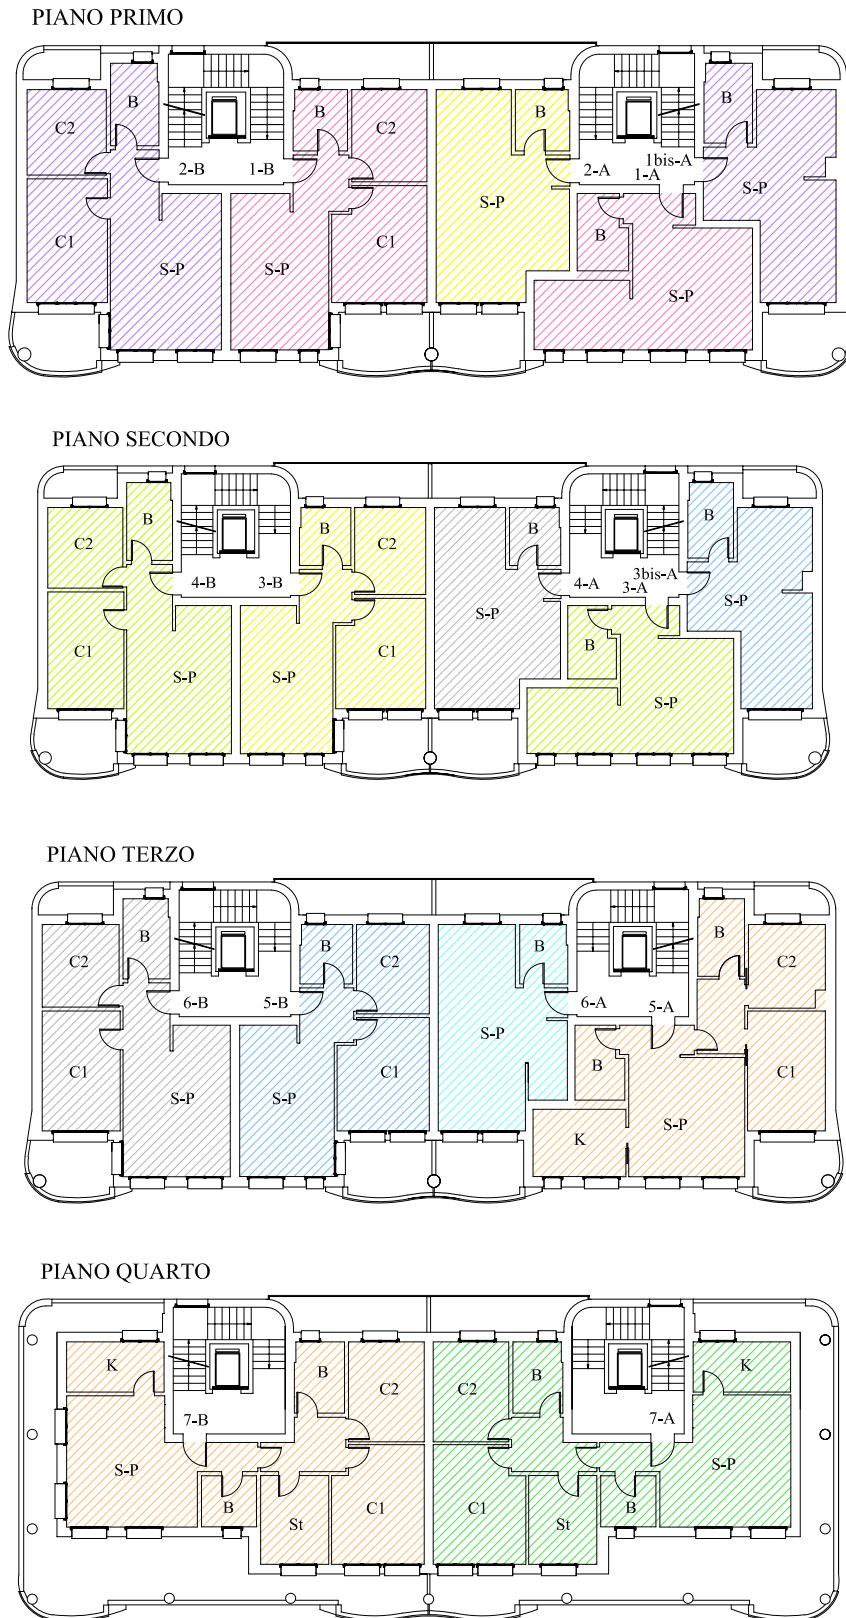 PIANO PRIMO
C2 B B C2 B B
2-B 1-B 2-A 1bis-A
1-A
S-P S-P
C1 C1 B
S-P S-P S-P
PIANO SECONDO
C2 B B C2 B B
4-B 3-B 4-A 3bis-A
3-A
S-P S-P
C1 C1 B
S-P S-P S-P
PIANO TERZO
C2 B B C2 B B C2
6-B 5-B 6-A 5-A
S-P
C1 C1 B C1
S-P S-P S-P
K
PIANO QUARTO
K B C2 C2 B K
7-B 7-A
S-P S-P
B St C1 C1 St B